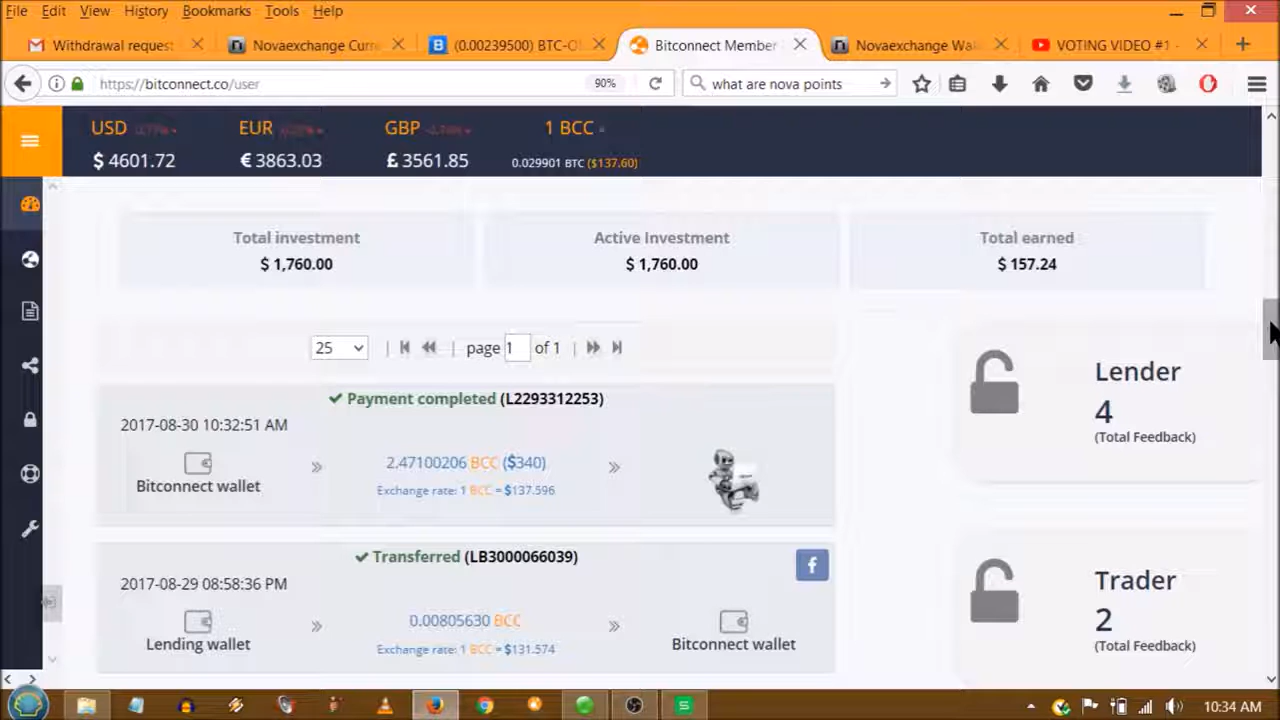 File Edit View History Bookmarks Tools Help
Withdrawal request Novaexchange Curr (0.00239500) BTC-O Bitconnect Member Novaexchange Wa VOTING VIDEO #1 -
https://bitconnect.co/user 90% what are nova points
USD EUR GBP 1 BCC =
$ 4601.72 € 3863.03 £ 3561.85 0.029901 BTC ($137.60)
Total investment Active Investment Total earned
$ 1,760.00 $ 1,760.00 $ 157.24
25 page 1 of 1
Payment completed (L2293312253)
2017-08-30 10:32:51 AM
2.47100206 BCC ($340)
Bitconnect wallet
Exchange rate: 1 BCC = $137.596
Lender
4
(Total Feedback)
Transferred (LB3000066039)
2017-08-29 08:58:36 PM
0.00805630 BCC
Lending wallet Bitconnect wallet
Exchange rate: 1 BCC = $131.574
Trader
2
(Total Feedback)
10:34 AM